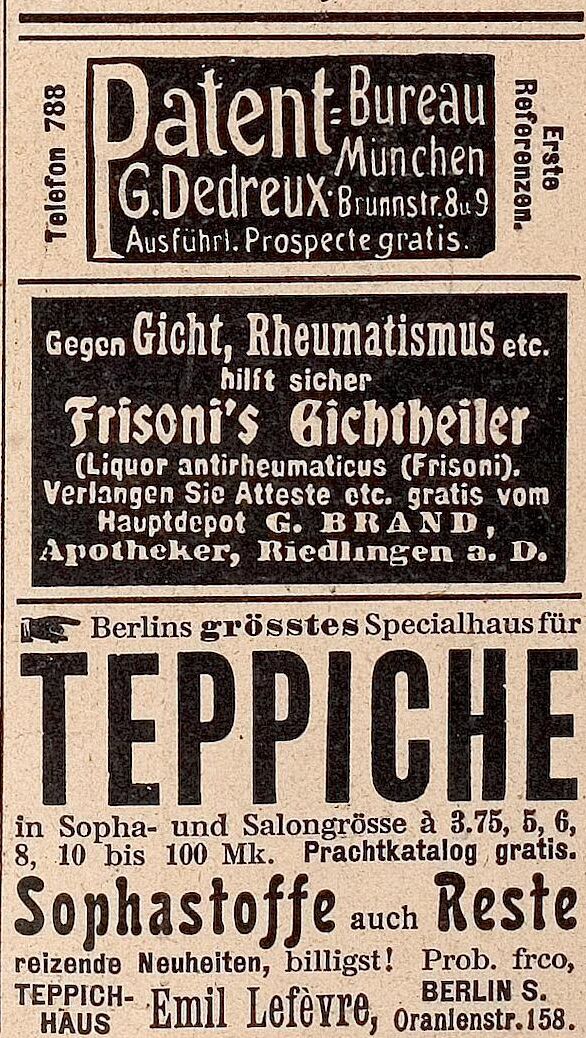 Telefon 788
Patent-Bureau
München
G. Dedreux. Brunnstr. 8 u 9
Ausführl. Prospecte gratis.
Erste
Referenzen.
Gegen Gicht, Rheumatismus etc.
hilft sicher
Frisoni's Gichtheiler
(Liquor antirheumaticus (Frisoni).
Verlangen Sie Atteste etc. gratis vom
Hauptdepot G. BRAND,
Apotheker, Riedlingen a. D.
Berlins grösstes Specialhaus für
TEPPICHE
in Sopha- und Salongrösse à 3.75, 5, 6,
8, 10 bis 100 Mk. Prachtkatalog gratis.
Sophastoffe auch Reste
reizende Neuheiten, billigst! Prob. frco,
TEPPICH-
HAUS
Emil Lefèvre,
BERLIN S.
Oranienstr. 158.